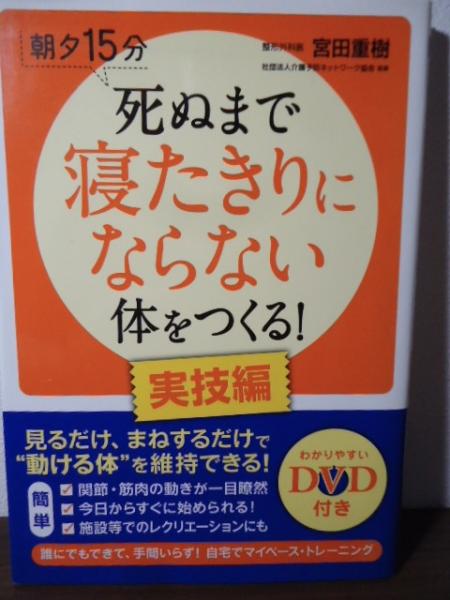 朝夕15分
整形外科医 宮田重樹
社団法人介護予防ネットワーク協会 監修
死ぬまで
寝たきりに
ならない
体をつくる!
実技編
見るだけ、まねするだけで
“動ける体”を維持できる!
簡単
☑ 関節・筋肉の動きが一目瞭然
☑ 今日からすぐに始められる!
☑ 施設等でのレクリエーションにも
わかりやすい
DVD
付き
誰にでもできて、手間いらず! 自宅でマイペース・トレーニング